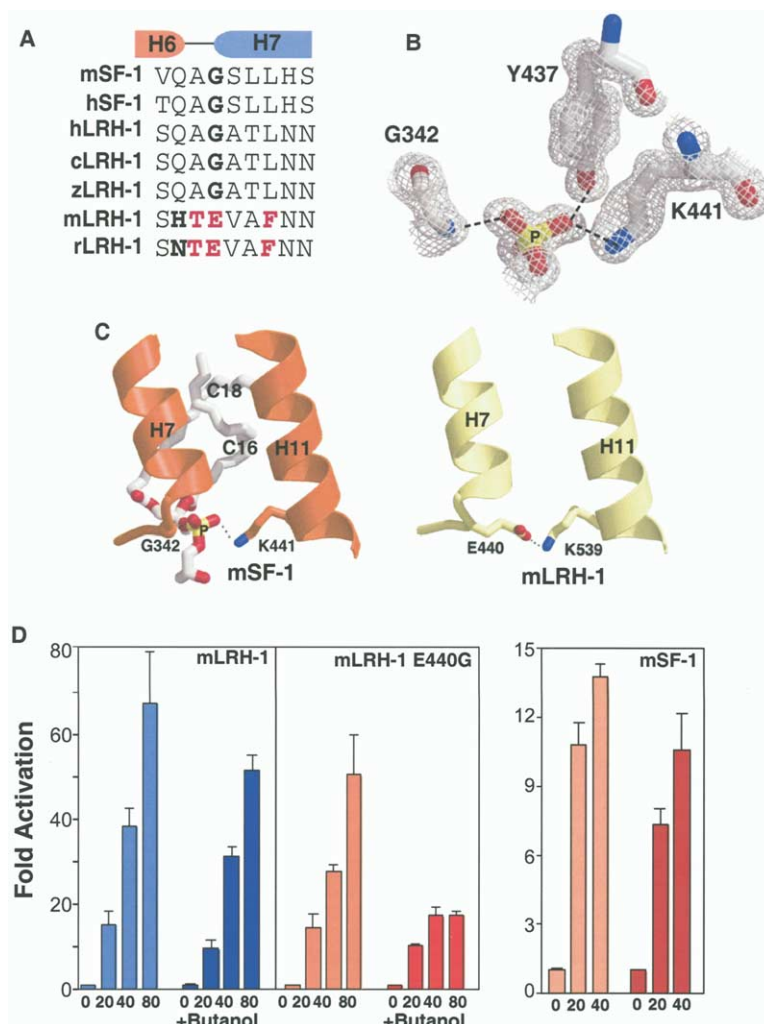 A
H6 H7
mSF-1 VQAGSLLHS
hSF-1 TQAGSLLHS
hLRH-1 SQAGATLNN
cLRH-1 SQAGATLNN
zLRH-1 SQAGATLNN
mLRH-1 SHTEVAFNN
rLRH-1 SNTEVAFNN
B
Y437
G342
K441
P
C
C18
H7
C16
H11
P
G342
K441
mSF-1
H7
H11
E440
K539
mLRH-1
D
Fold Activation
80
60
40
20
0
mLRH-1
mLRH-1 E440G
0 20 40 80 0 20 40 80 0 20 40 80 0 20 40 80
+Butanol +Butanol
15
12
9
6
3
0
mSF-1
0 20 40 0 20 40